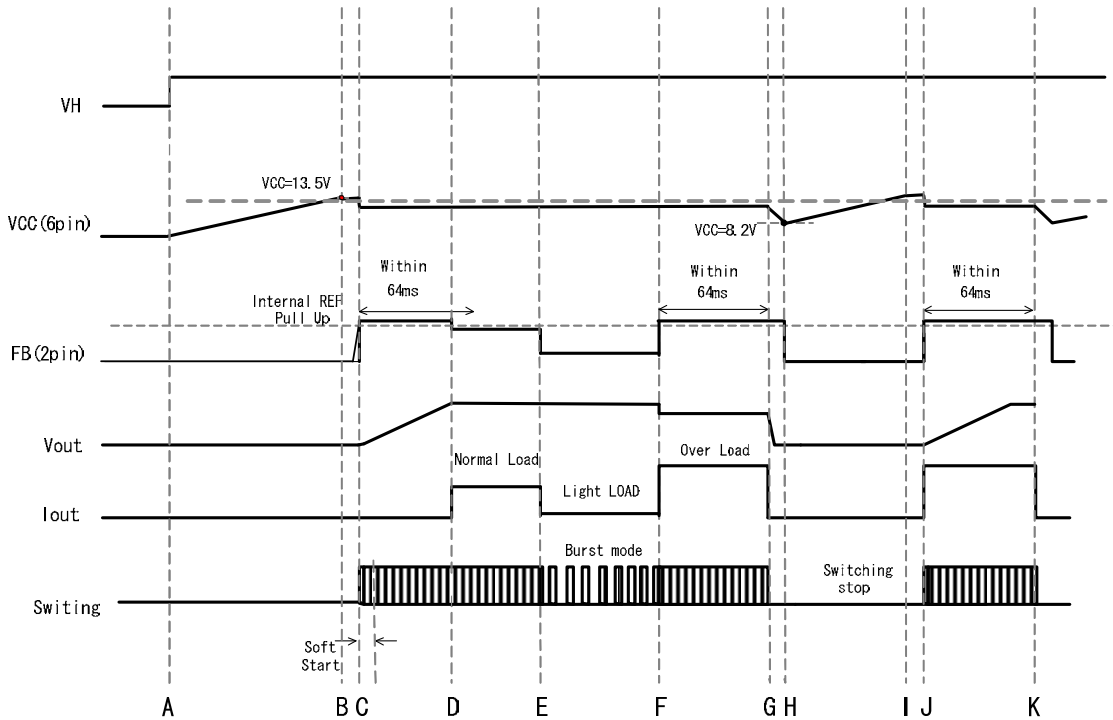 VH
VCC=13.5V
VCC(6pin)
VCC=8.2V
Within
64ms
Within
64ms
Within
64ms
Internal REF
Pull Up
FB(2pin)
Vout
Normal Load
Over Load
Light LOAD
Iout
Burst mode
Switching
stop
Switing
Soft
Start
A B C D E F G H I J K